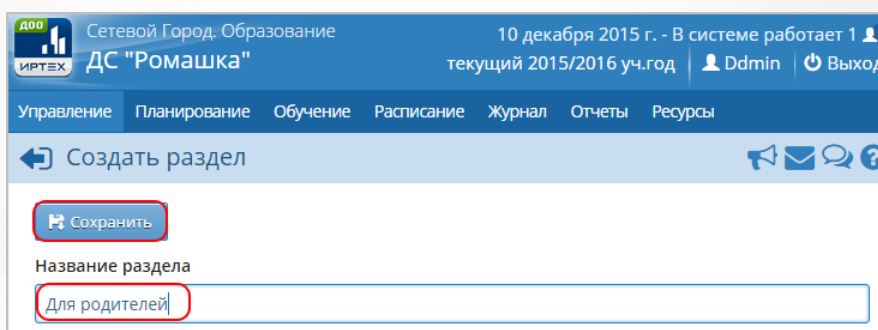 ДОО
ИРТЕХ
Сетевой Город. Образование
ДС "Ромашка"
10 декабря 2015 г. - В системе работает 1
текущий 2015/2016 уч.год Ddmin Выход
Управление Планирование Обучение Расписание Журнал Отчеты Ресурсы
Создать раздел
Сохранить
Название раздела
Для родителей